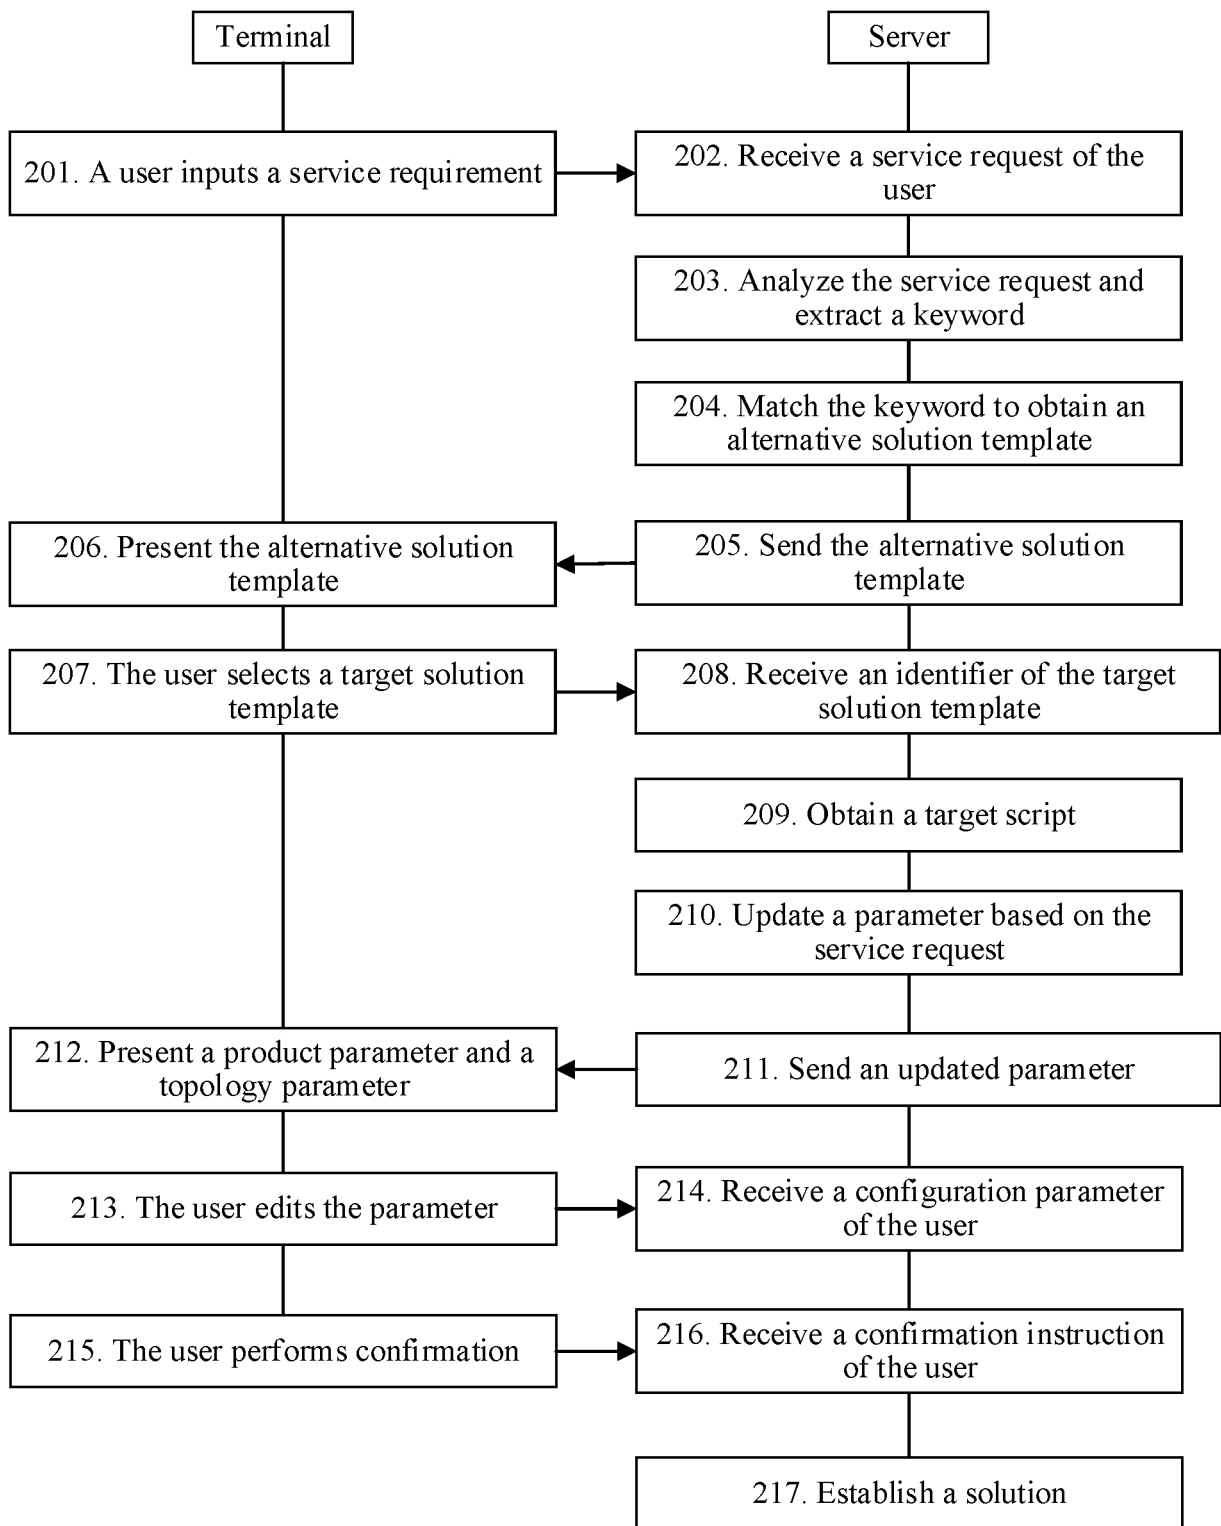 Terminal
Server
201. A user inputs a service requirement
202. Receive a service request of the
user
203. Analyze the service request and
extract a keyword
204. Match the keyword to obtain an
alternative solution template
206. Present the alternative solution
template
205. Send the alternative solution
template
207. The user selects a target solution
template
208. Receive an identifier of the target
solution template
209. Obtain a target script
210. Update a parameter based on the
service request
212. Present a product parameter and a
topology parameter
211. Send an updated parameter
213. The user edits the parameter
214. Receive a configuration parameter
of the user
215. The user performs confirmation
216. Receive a confirmation instruction
of the user
217. Establish a solution